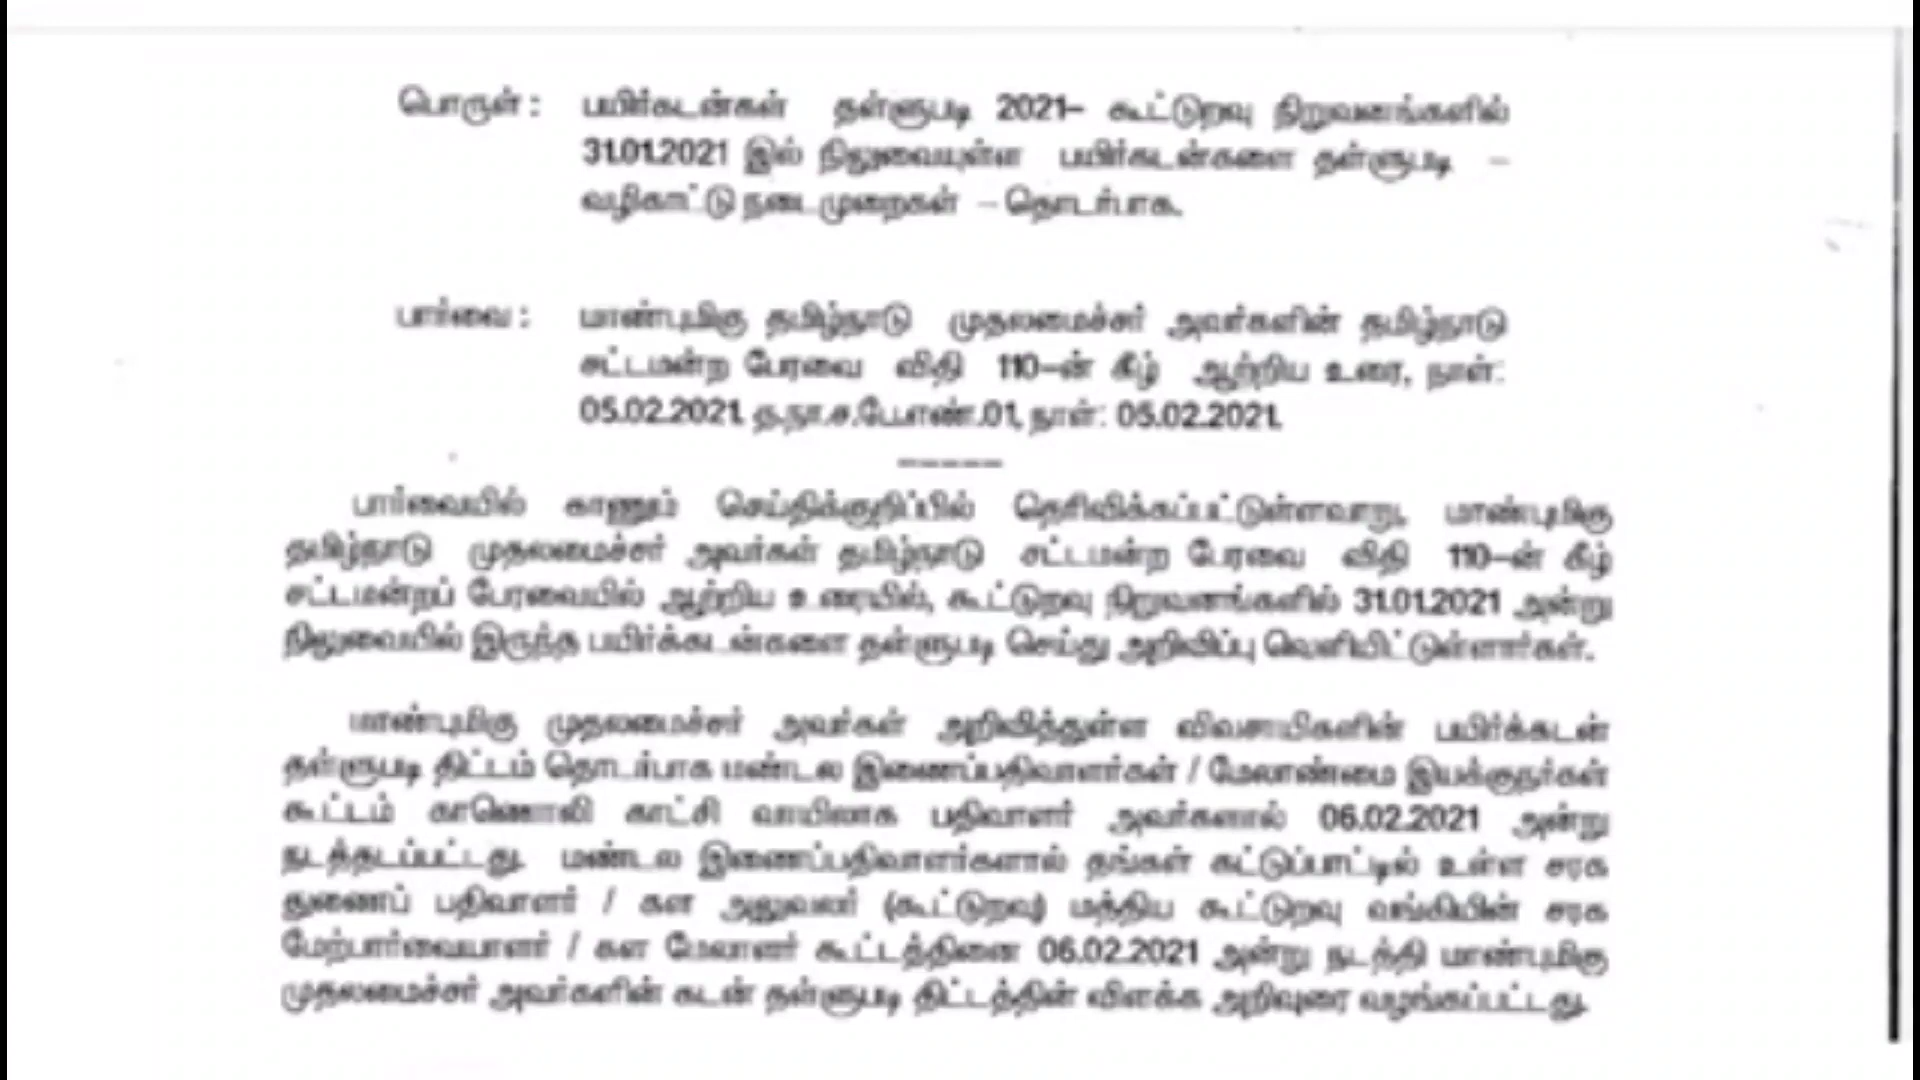 பொருள் : பயிர்கடன்கள் தள்ளுபடி 2021– கூட்டுறவு நிறுவனங்களில்
31.01.2021 இல் நிலுவையுள்ள பயிர்கடன்களை தள்ளுபடி –
வழிகாட்டு நடைமுறைகள் – தொடர்பாக.
பார்வை : மாண்புமிகு தமிழ்நாடு முதலமைச்சர் அவர்களின் தமிழ்நாடு
சட்டமன்ற பேரவை விதி 110–ன் கீழ் ஆற்றிய உரை, நாள்:
05.02.2021, த.நா.ச.பே.எண்.01, நாள்: 05.02.2021.
-----
பார்வையில் காணும் செய்திக்குறிப்பில் தெரிவிக்கப்பட்டுள்ளவாறு, மாண்புமிகு
தமிழ்நாடு முதலமைச்சர் அவர்கள் தமிழ்நாடு சட்டமன்ற பேரவை விதி 110–ன் கீழ்
சட்டமன்றப் பேரவையில் ஆற்றிய உரையில், கூட்டுறவு நிறுவனங்களில் 31.01.2021 அன்று
நிலுவையில் இருந்த பயிர்க்கடன்களை தள்ளுபடி செய்து அறிவிப்பு வெளியிட்டுள்ளார்கள்.
மாண்புமிகு முதலமைச்சர் அவர்கள் அறிவித்துள்ள விவசாயிகளின் பயிர்க்கடன்
தள்ளுபடி திட்டம் தொடர்பாக மண்டல இணைப்பதிவாளர்கள் / மேலாண்மை இயக்குநர்கள்
கூட்டம் காணொலி காட்சி வாயிலாக பதிவாளர் அவர்களால் 06.02.2021 அன்று
நடத்தடப்பட்டது. மண்டல இணைப்பதிவாளர்களால் தங்கள் கட்டுப்பாட்டில் உள்ள சரக
துணைப் பதிவாளர் / கள அலுவலர் (கூட்டுறவு) மத்திய கூட்டுறவு வங்கியின் சரக
மேற்பார்வையாளர் / கள மேலாளர் கூட்டத்தினை 06.02.2021 அன்று நடத்தி மாண்புமிகு
முதலமைச்சர் அவர்களின் கடன் தள்ளுபடி திட்டத்தின் விளக்க அறிவுரை வழங்கப்பட்டது.